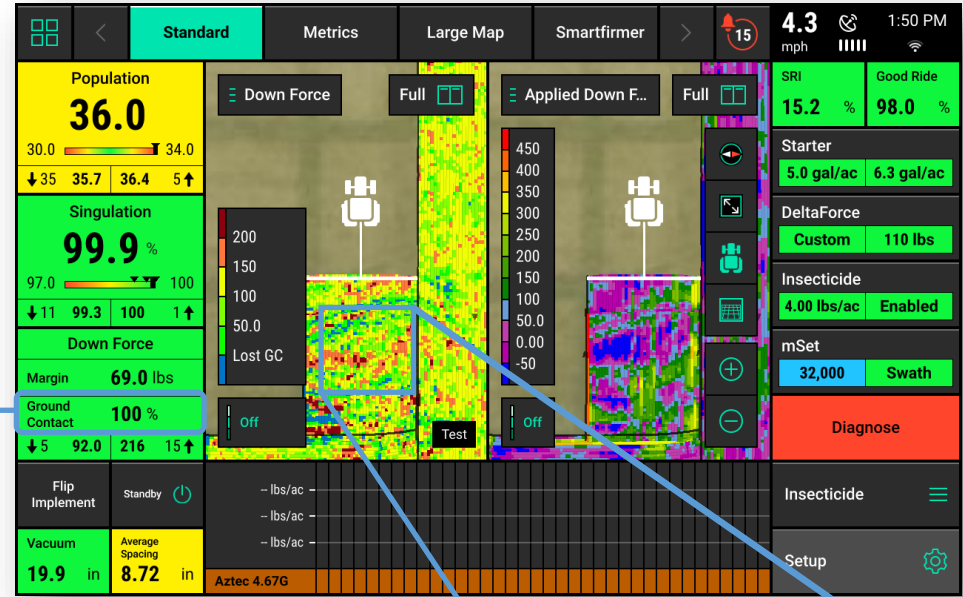 Standard
Metrics
Large Map
Smartfirmer
15
4.3
mph
1:50 PM
Population
36.0
30.0 34.0
35 35.7 36.4 5
Singulation
99.9 %
97.0 100
11 99.3 100 1
Down Force
Margin 69.0 lbs
Ground
Contact 100 %
5 92.0 216 15
Flip
Implement
Standby
Vacuum
19.9 in
Average
Spacing
8.72 in
Down Force
Full
200
150
100
50.0
Lost GC
Off
Test
Applied Down F...
Full
450
400
350
300
250
200
150
100
50.0
0.00
-50
Off
-- lbs/ac
-- lbs/ac
-- lbs/ac
Aztec 4.67G
SRI
15.2 %
Good Ride
98.0 %
Starter
5.0 gal/ac 6.3 gal/ac
DeltaForce
Custom 110 lbs
Insecticide
4.00 lbs/ac Enabled
mSet
32,000 Swath
Diagnose
Insecticide
Setup